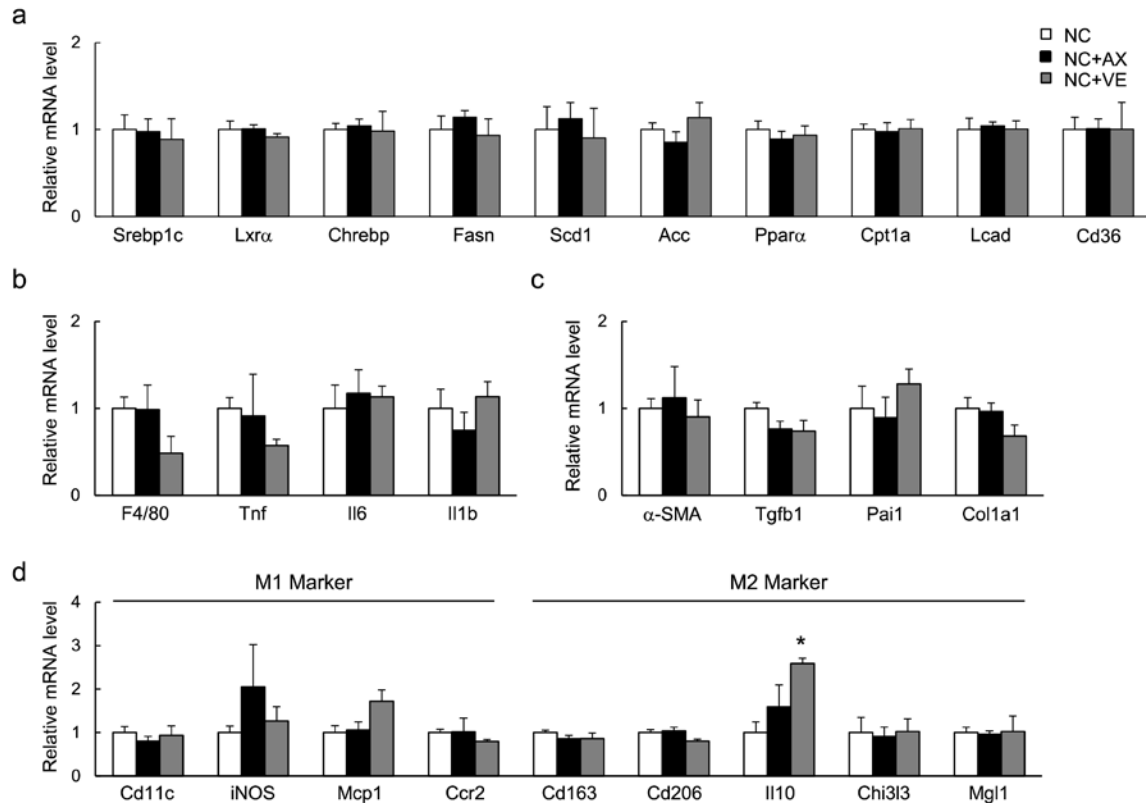 a
Relative mRNA level
2
1
0
NC
NC+AX
NC+VE
Srebp1c Lxrα Chrebp Fasn Scd1 Acc Pparα Cpt1a Lcad Cd36
b
Relative mRNA level
2
1
0
F4/80 Tnf Il6 Il1b
c
Relative mRNA level
2
1
0
α-SMA Tgfb1 Pai1 Col1a1
d
M1 Marker M2 Marker
Relative mRNA level
4
3
2
1
0
*
Cd11c iNOS Mcp1 Ccr2 Cd163 Cd206 Il10 Chi3l3 Mgl1